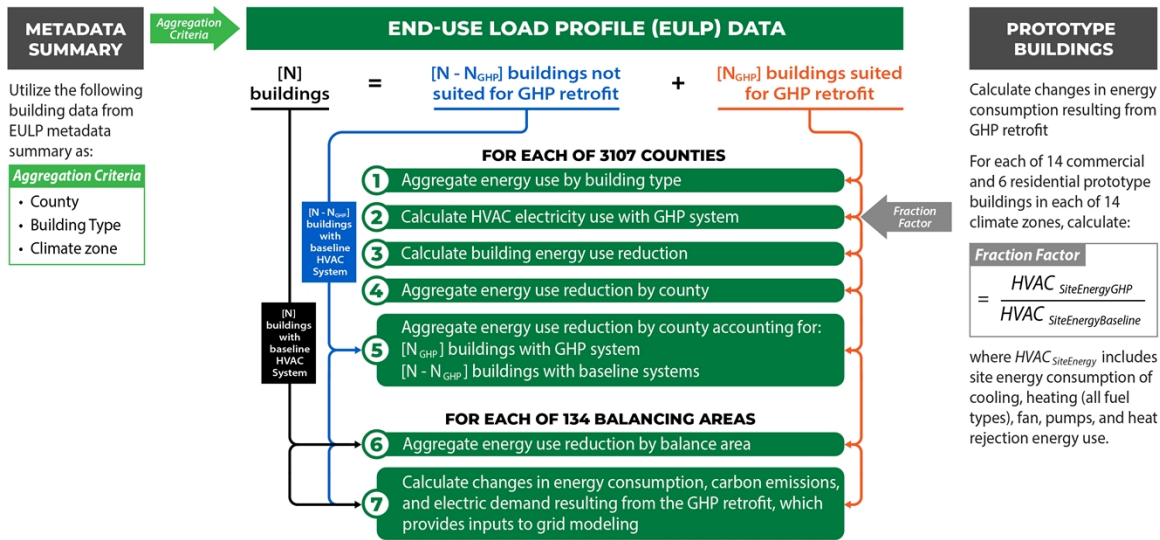 METADATA
SUMMARY
Utilize the following
building data from
EULP metadata
summary as:
Aggregation Criteria
• County
• Building Type
• Climate zone
Aggregation
Criteria
END-USE LOAD PROFILE (EULP) DATA
[N]
buildings
=
[N - NGHP] buildings not
suited for GHP retrofit
+
[NGHP] buildings suited
for GHP retrofit
FOR EACH OF 3107 COUNTIES
1 Aggregate energy use by building type
2 Calculate HVAC electricity use with GHP system
3 Calculate building energy use reduction
4 Aggregate energy use reduction by county
5 Aggregate energy use reduction by county accounting for:
[NGHP] buildings with GHP system
[N - NGHP] buildings with baseline systems
[N - NGHP]
buildings
with
baseline
HVAC
System
[N]
buildings
with
baseline
HVAC
System
FOR EACH OF 134 BALANCING AREAS
6 Aggregate energy use reduction by balance area
7 Calculate changes in energy consumption, carbon emissions,
and electric demand resulting from the GHP retrofit, which
provides inputs to grid modeling
Fraction
Factor
PROTOTYPE
BUILDINGS
Calculate changes in energy
consumption resulting from
GHP retrofit
For each of 14 commercial
and 6 residential prototype
buildings in each of 14
climate zones, calculate:
Fraction Factor
HVAC SiteEnergyGHP
=
HVAC SiteEnergyBaseline
where HVAC SiteEnergy includes
site energy consumption of
cooling, heating (all fuel
types), fan, pumps, and heat
rejection energy use.